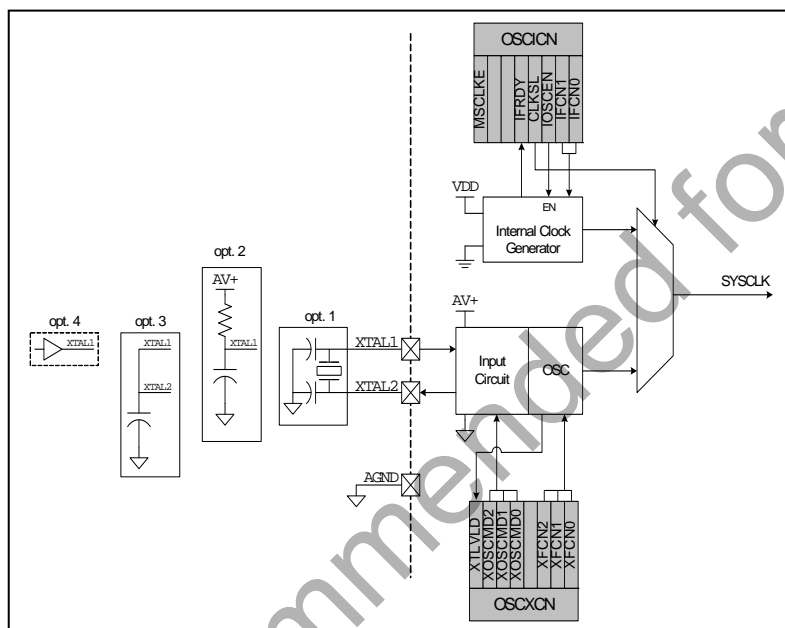 OSCICN
MSCLKE
IFRDY
CLKSL
IOSCEN
IFCN1
IFCN0
VDD
EN
Internal Clock
Generator
opt. 2
AV+
XTAL1
opt. 4
XTAL1
opt. 3
XTAL1
XTAL2
opt. 1
XTAL1
XTAL2
AV+
Input
Circuit
OSC
SYSCLK
AGND
XTLVLD
XOSCMD2
XOSCMD1
XOSCMD0
XFCN2
XFCN1
XFCN0
OSCXCN
mmended for